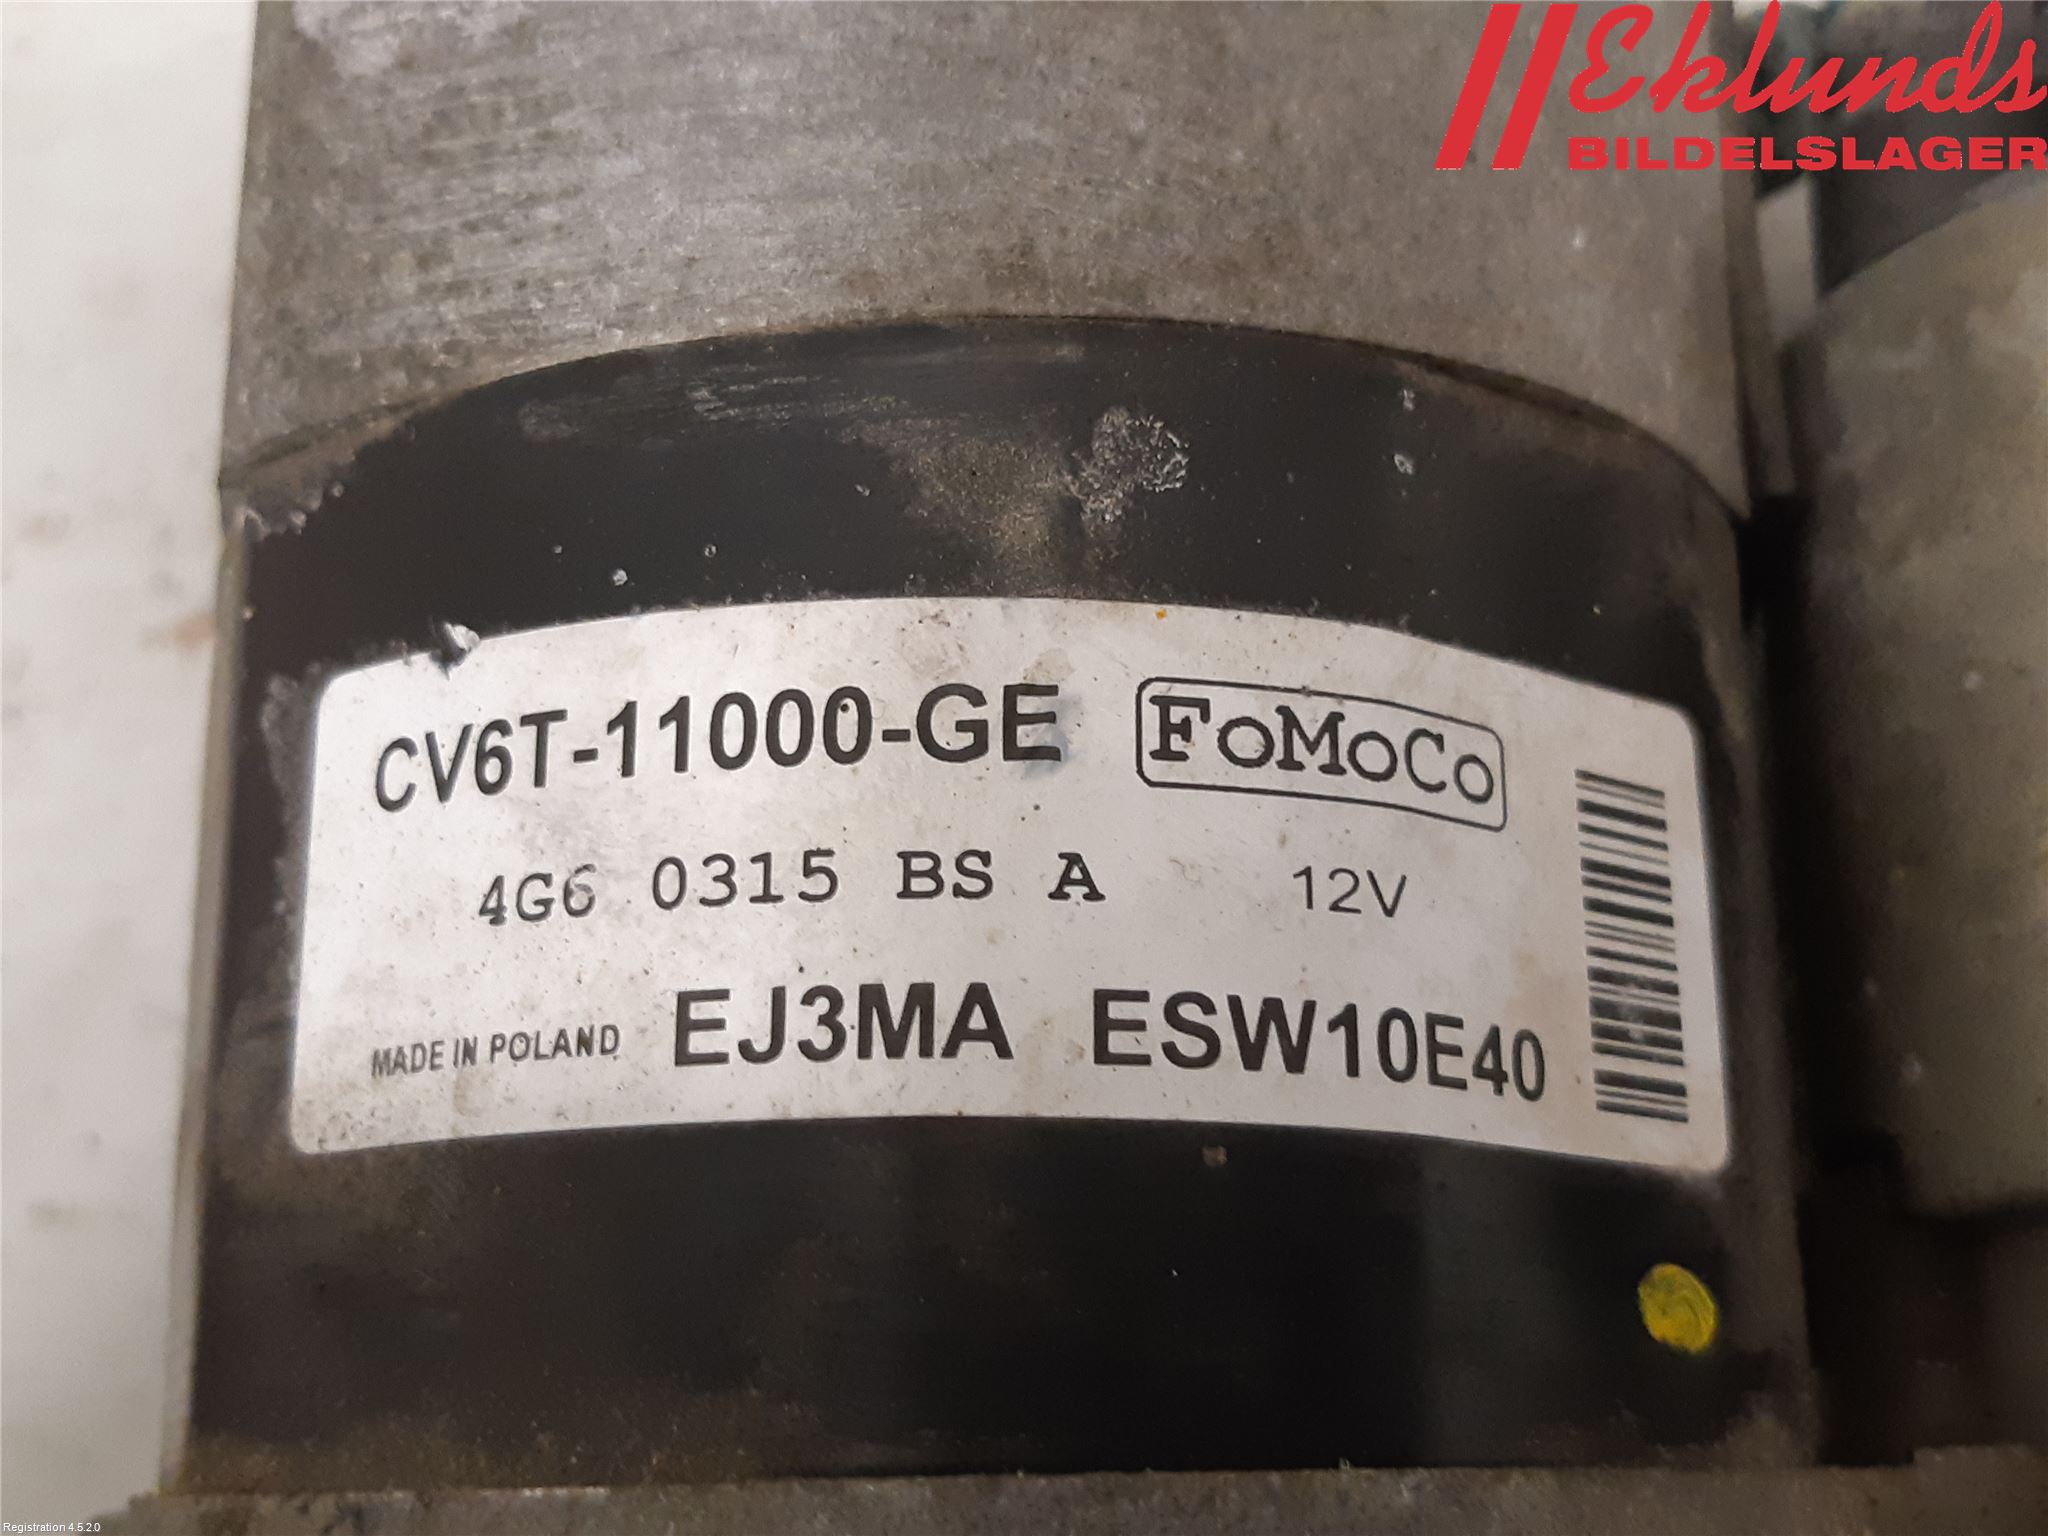 Eklunds
BILDELSLAGER
CV6T-11000-GE FoMoCo
4G6 0315 BS A 12V
MADE IN POLAND EJ3MA ESW10E40
Registration 4.5.2.0